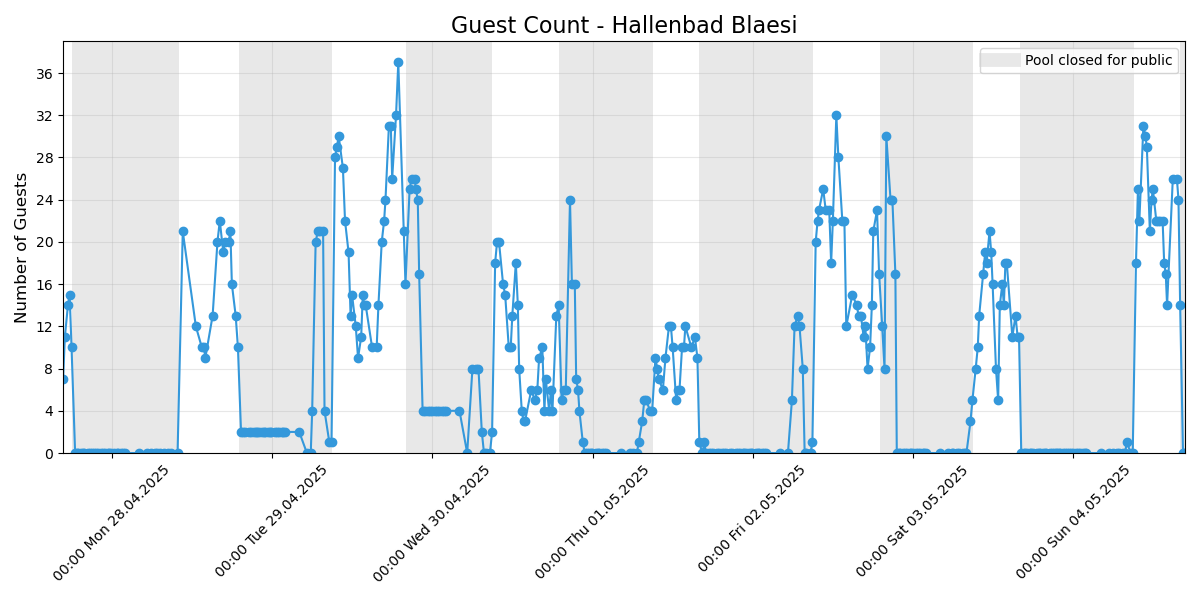 Guest Count - Hallenbad Blaesi
Pool closed for public
Number of Guests
36
32
28
24
20
16
12
8
4
0
00:00 Mon 28.04.2025
00:00 Tue 29.04.2025
00:00 Wed 30.04.2025
00:00 Thu 01.05.2025
00:00 Fri 02.05.2025
00:00 Sat 03.05.2025
00:00 Sun 04.05.2025